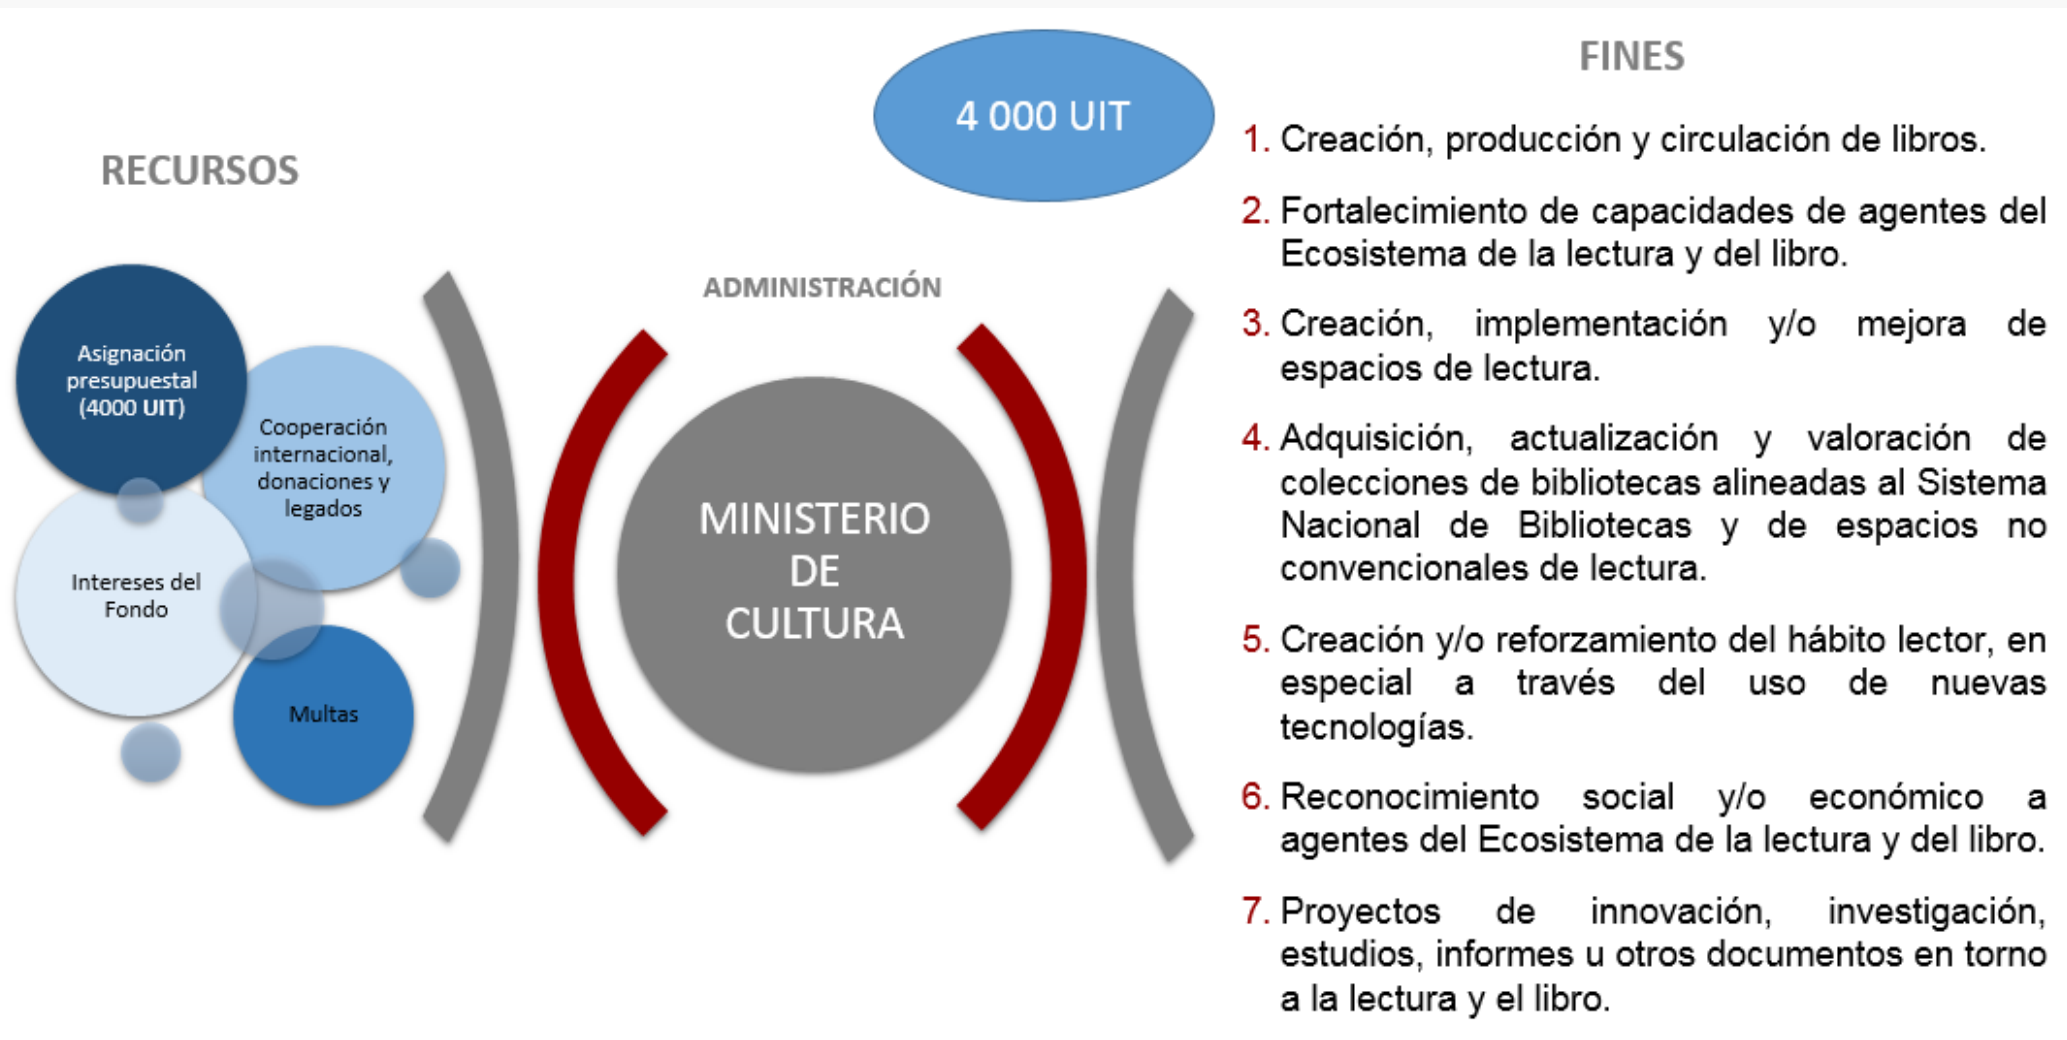 RECURSOS
Asignación
presupuestal
(4000 UIT)
Cooperación
internacional,
donaciones y
legados
Intereses del
Fondo
Multas
4 000 UIT
ADMINISTRACIÓN
MINISTERIO
DE
CULTURA
FINES
1. Creación, producción y circulación de libros.
2. Fortalecimiento de capacidades de agentes del
Ecosistema de la lectura y del libro.
3. Creación, implementación y/o mejora de
espacios de lectura.
4. Adquisición, actualización y valoración de
colecciones de bibliotecas alineadas al Sistema
Nacional de Bibliotecas y de espacios no
convencionales de lectura.
5. Creación y/o reforzamiento del hábito lector, en
especial a través del uso de nuevas
tecnologías.
6. Reconocimiento social y/o económico a
agentes del Ecosistema de la lectura y del libro.
7. Proyectos de innovación, investigación,
estudios, informes u otros documentos en torno
a la lectura y el libro.